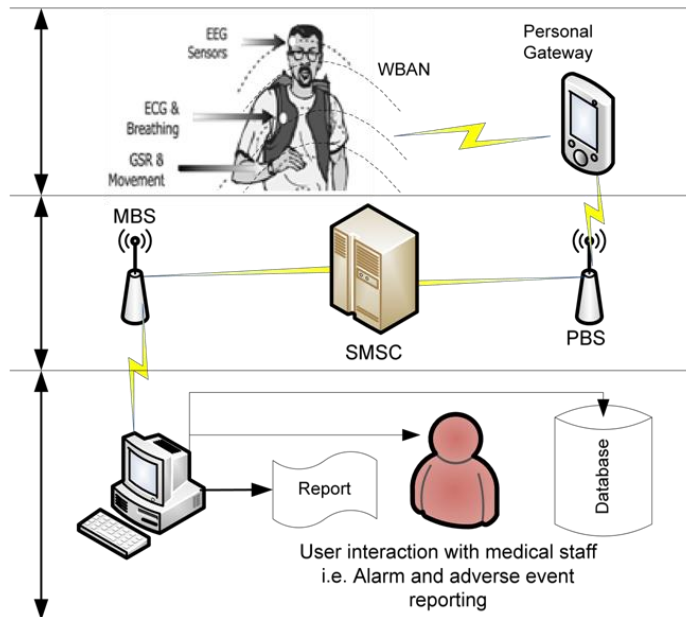 EEG
Sensors
WBAN
Personal
Gateway
ECG &
Breathing
GSR &
Movement
MBS
SMSC
PBS
Report
Database
User interaction with medical staff
i.e. Alarm and adverse event
reporting